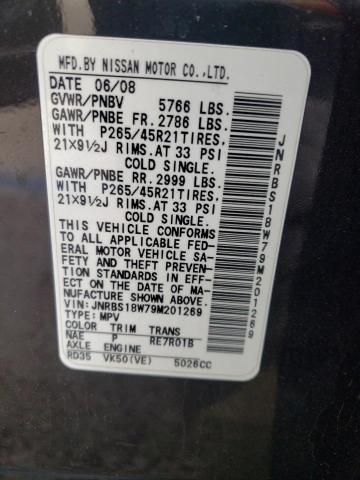 MFD.BY NISSAN MOTOR CO.,LTD.
DATE 06/08
GVWR/PNBV 5766 LBS.
GAWR/PNBE FR. 2786 LBS.
WITH P265/45R21TIRES.
21×9½J RIMS.AT 33 PSI
COLD SINGLE.
GAWR/PNBE RR. 2999 LBS.
WITH P265/45R21TIRES.
21×9½J RIMS.AT 33 PSI
COLD SINGLE.
THIS VEHICLE CONFORMS
TO ALL APPLICABLE FED-
ERAL MOTOR VEHICLE SA-
FETY AND THEFT PREVEN-
TION STANDARDS IN EFF-
ECT ON THE DATE OF MA-
NUFACTURE SHOWN ABOVE.
VIN: JNRBS18W79M201269
TYPE: MPV
COLOR TRIM TRANS
NAE P RE7R01B
AXLE ENGINE
RD35 VK50(VE) 5026CC
JNRBS18W79M201269